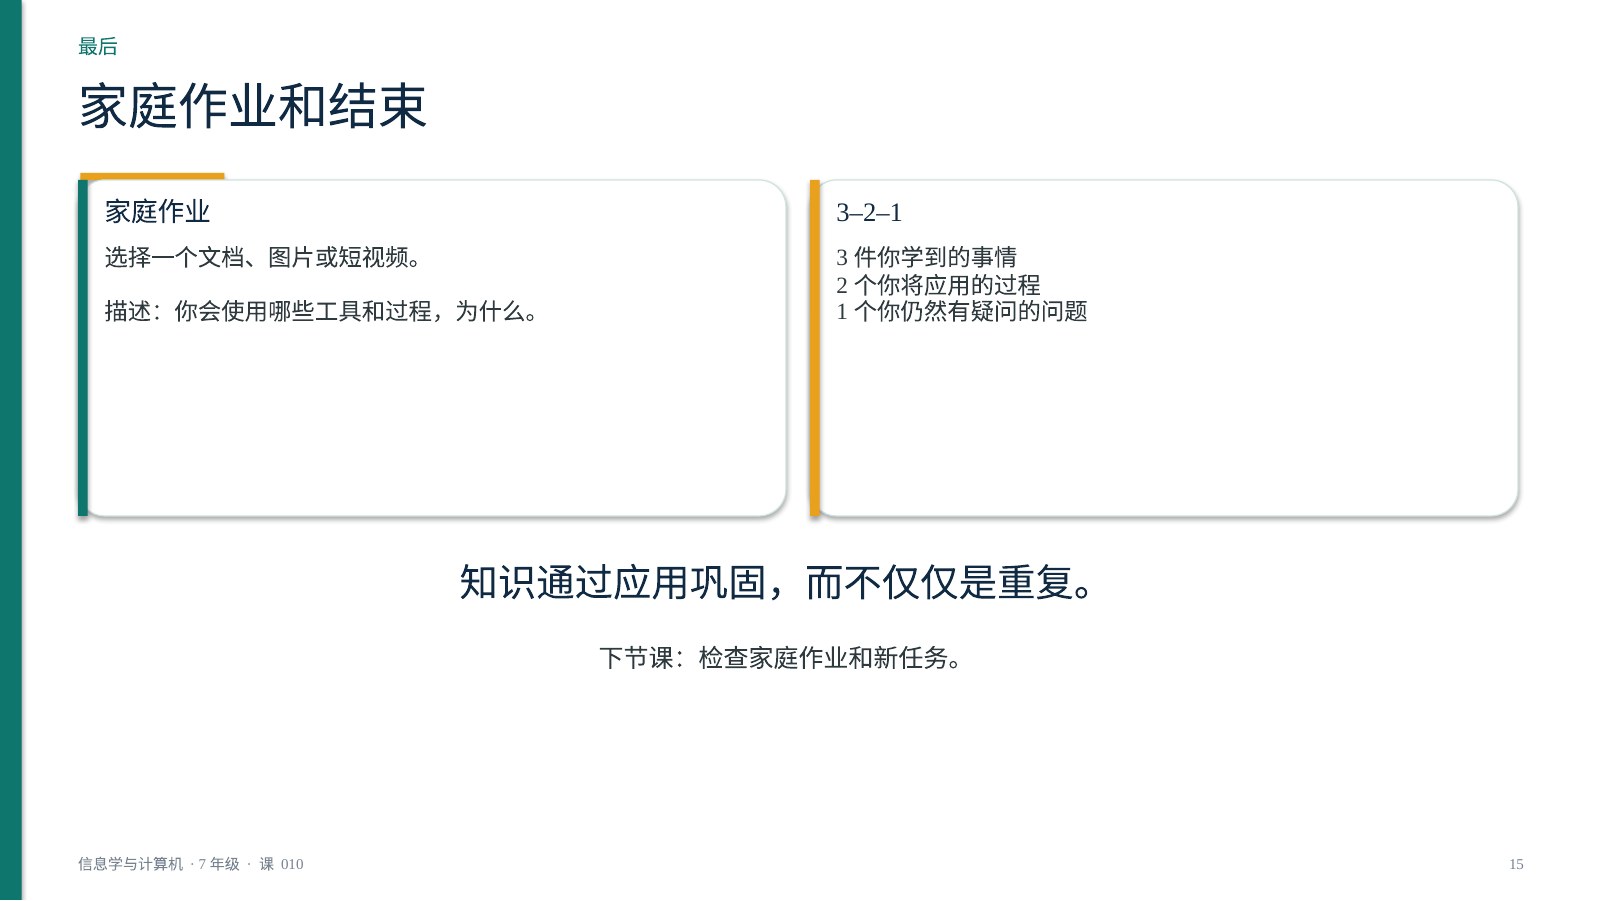 最后
家庭作业和结束
家庭作业
选择一个文档、图片或短视频。
描述：你会使用哪些工具和过程，为什么。
3–2–1
3 件你学到的事情
2 个你将应用的过程
1 个你仍然有疑问的问题
知识通过应用巩固，而不仅仅是重复。
下节课：检查家庭作业和新任务。
信息学与计算机 · 7 年级 · 课 010
15